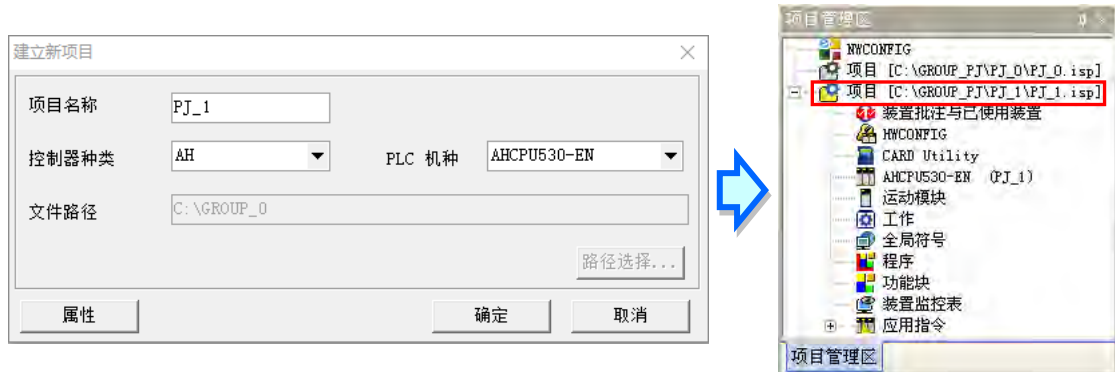 建立新项目
项目名称 PJ_1
控制器种类 AH PLC 机种 AHCPU530-EN
文件路径 C:\GROUP_0
路径选择...
属性 确定 取消
项目管理区
NWCONFIG
项目 [C:\GROUP_PJ\PJ_0\PJ_0.isp]
项目 [C:\GROUP_PJ\PJ_1\PJ_1.isp]
装置批注与已使用装置
HWCONFIG
CARD Utility
AHCPU530-EN (PJ_1)
运动模块
工作
全局符号
程序
功能块
装置监控表
应用指令
项目管理区